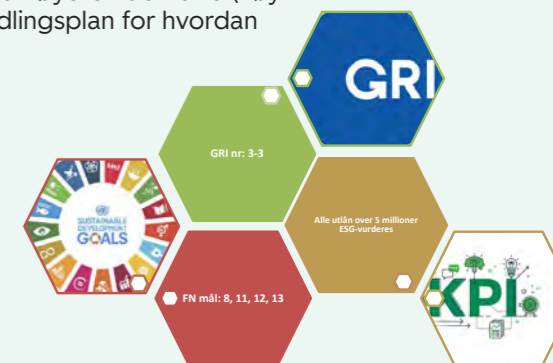 dlingsplan for hvordan
GRI
GRI nr: 3-3
SUSTAINABLE
DEVELOPMENT
GOALS
Alle utlån over 5 millioner
ESG-vurderes
FN mål: 8, 11, 12, 13
KPI